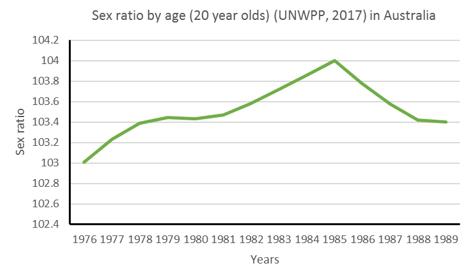 Sex ratio by age (20 year olds) (UNWPP, 2017) in Australia
104.2
104
103.8
103.6
103.4
103.2
103
102.8
102.6
102.4
Sex ratio
1976 1977 1978 1979 1980 1981 1982 1983 1984 1985 1986 1987 1988 1989
Years